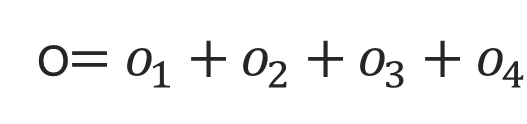 O= o₁ + o₂ + o₃ + o₄